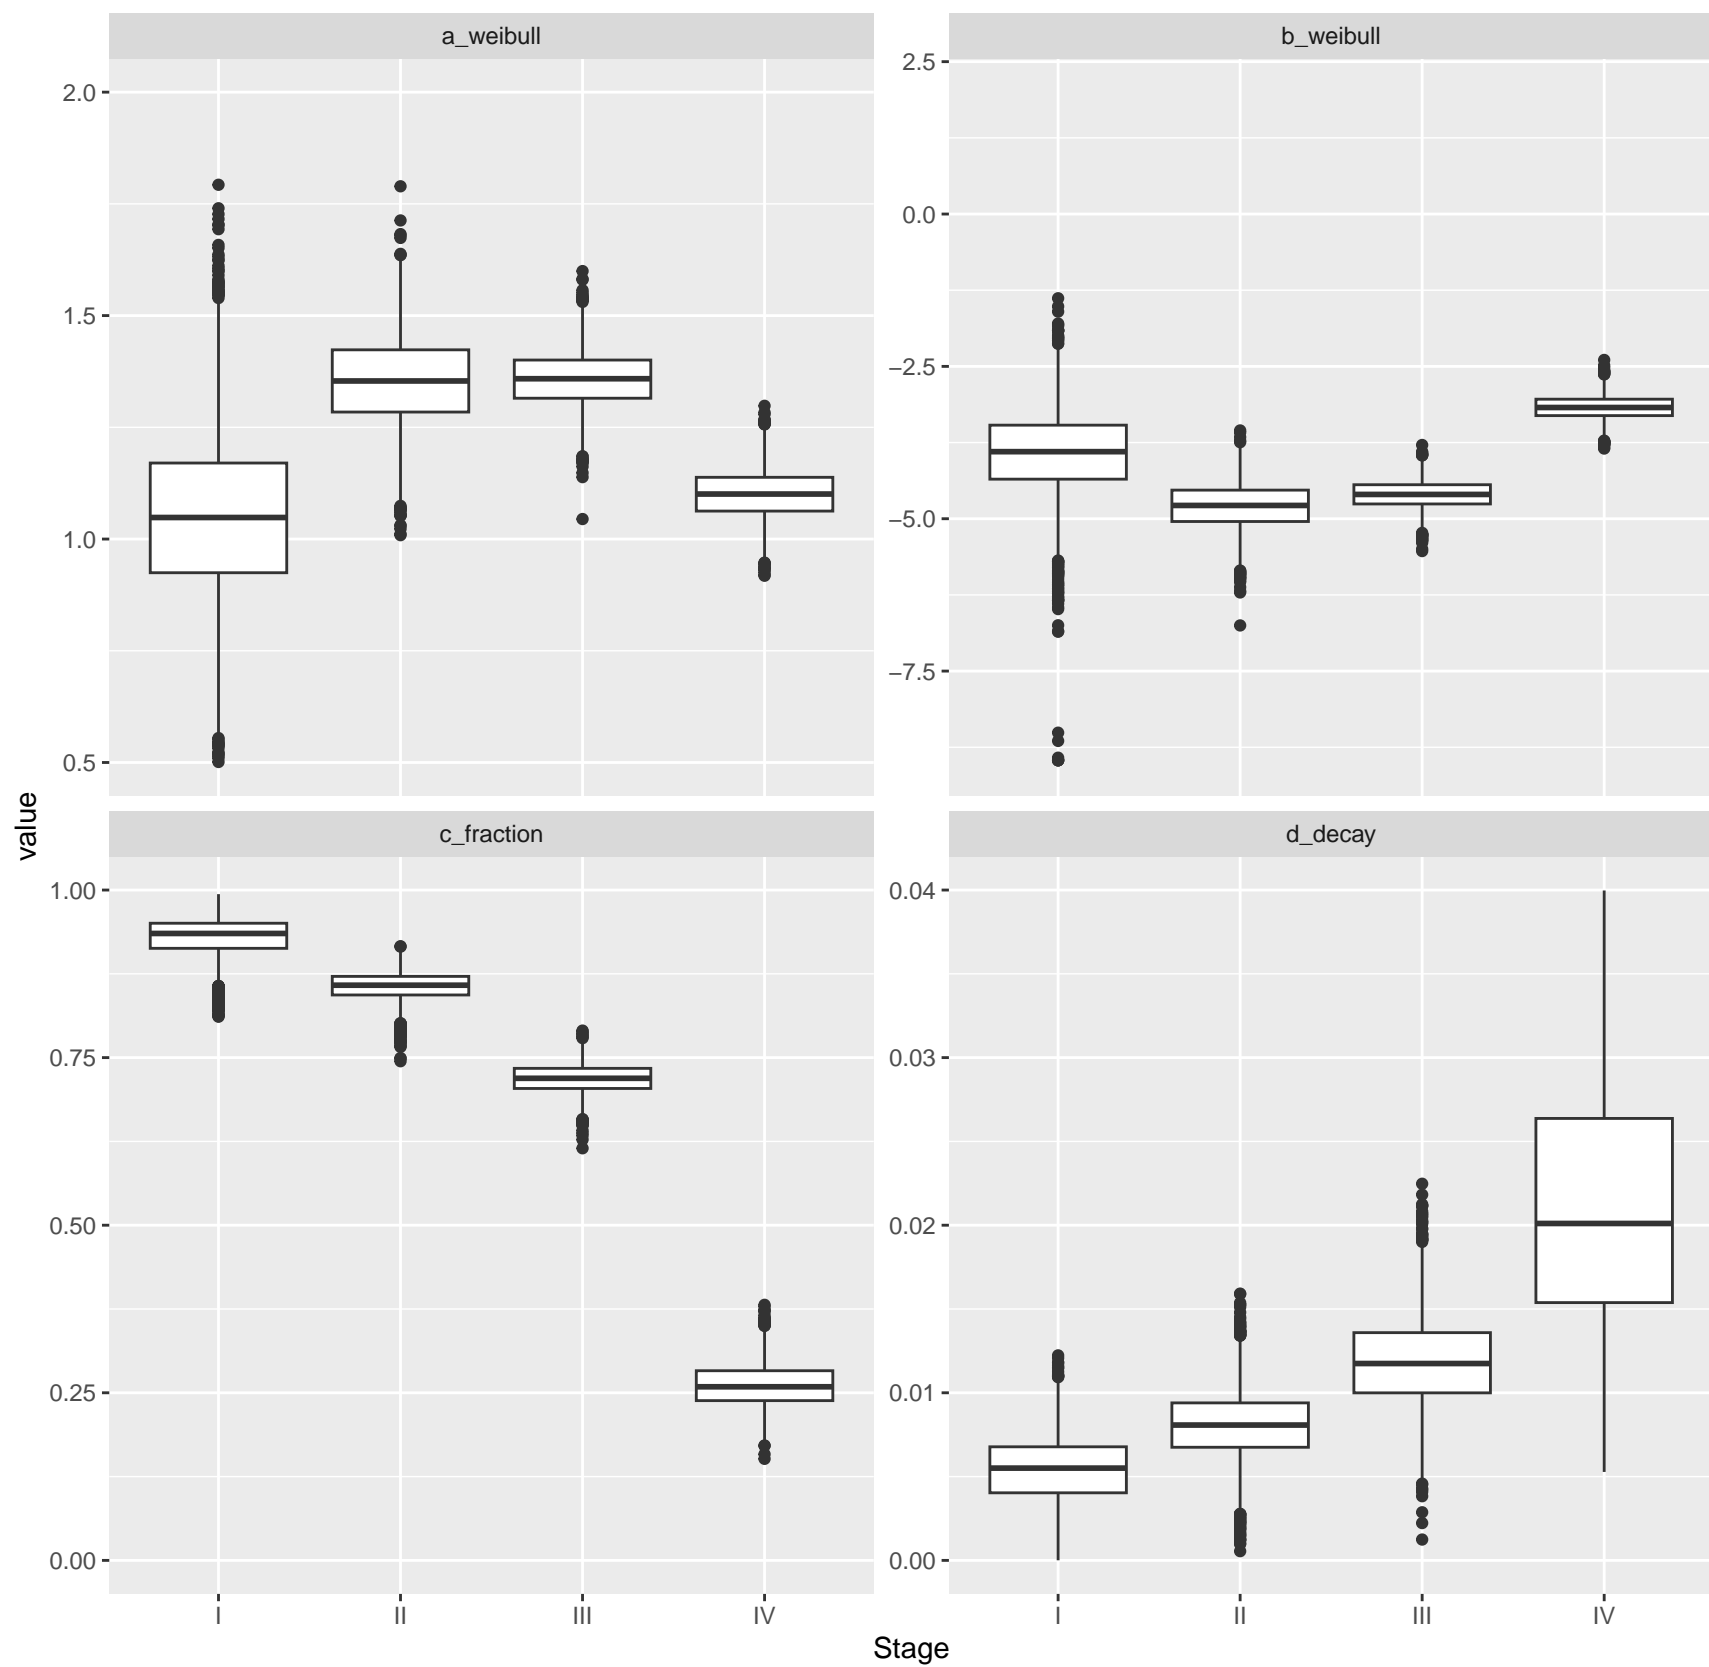 a_weibull
b_weibull
2.0
1.5
1.0
0.5
2.5
0.0
−2.5
−5.0
−7.5
value
c_fraction
d_decay
1.00
0.75
0.50
0.25
0.00
0.04
0.03
0.02
0.01
0.00
I II III IV
I II III IV
Stage